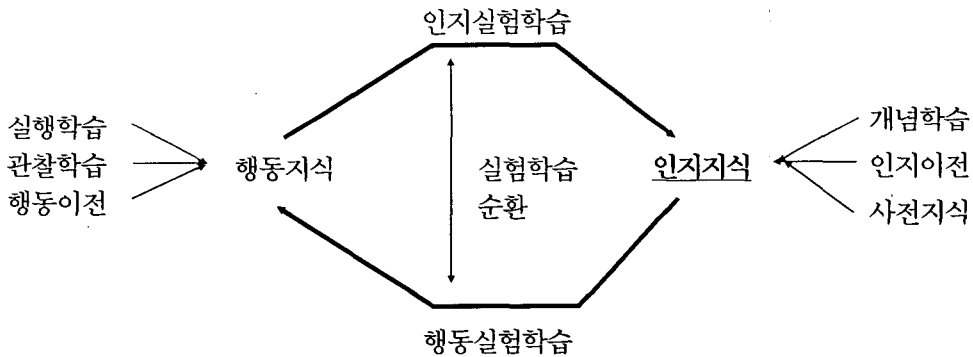 인지실험학습
실행학습
관찰학습
행동이전
행동지식
실험학습
순환
인지지식
개념학습
인지이전
사전지식
행동실험학습